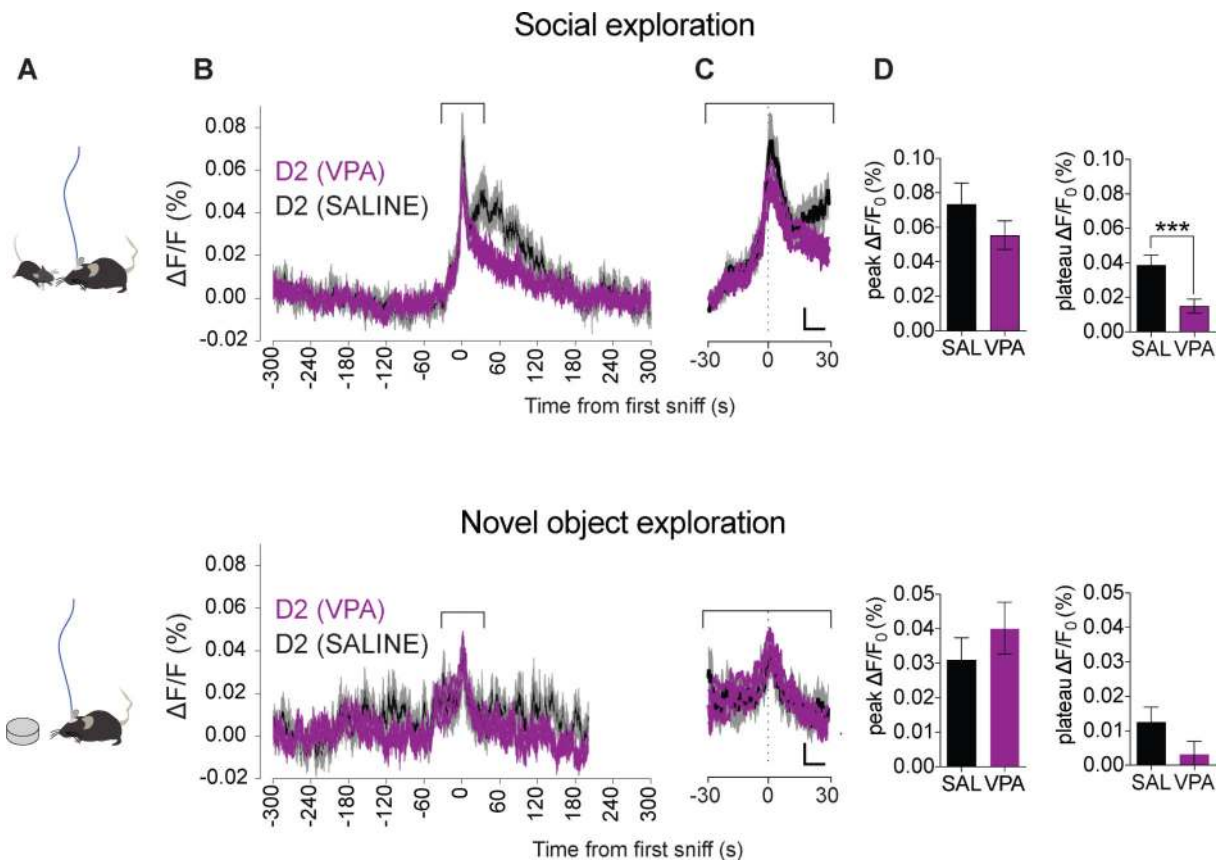 Social exploration
A
B
C
D
ΔF/F (%)
0.08
0.06
0.04
0.02
0.00
-0.02
D2 (VPA)
D2 (SALINE)
-300
-240
-180
-120
-60
0
60
120
180
240
300
Time from first sniff (s)
-30
0
30
peak ΔF/F₀ (%)
0.10
0.08
0.06
0.04
0.02
0.00
SAL VPA
plateau ΔF/F₀ (%)
0.10
0.08
0.06
0.04
0.02
0.00
***
SAL VPA
Novel object exploration
ΔF/F (%)
0.08
0.06
0.04
0.02
0.00
-0.02
D2 (VPA)
D2 (SALINE)
-300
-240
-180
-120
-60
0
60
120
180
240
300
Time from first sniff (s)
-30
0
30
peak ΔF/F₀ (%)
0.05
0.04
0.03
0.02
0.01
0.00
SAL VPA
plateau ΔF/F₀ (%)
0.05
0.04
0.03
0.02
0.01
0.00
SAL VPA